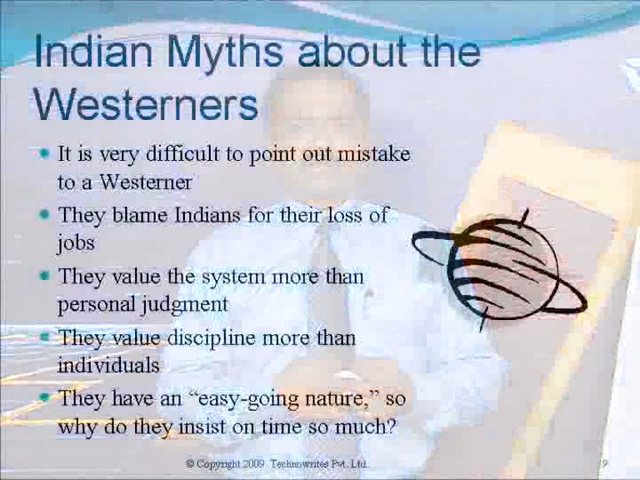 Indian Myths about the
Westerners
It is very difficult to point out mistake
to a Westerner
They blame Indians for their loss of
jobs
They value the system more than
personal judgment
They value discipline more than
individuals
They have an “easy-going nature,” so
why do they insist on time so much?
© Copyright 2009 Technowrites Pvt. Ltd. 9